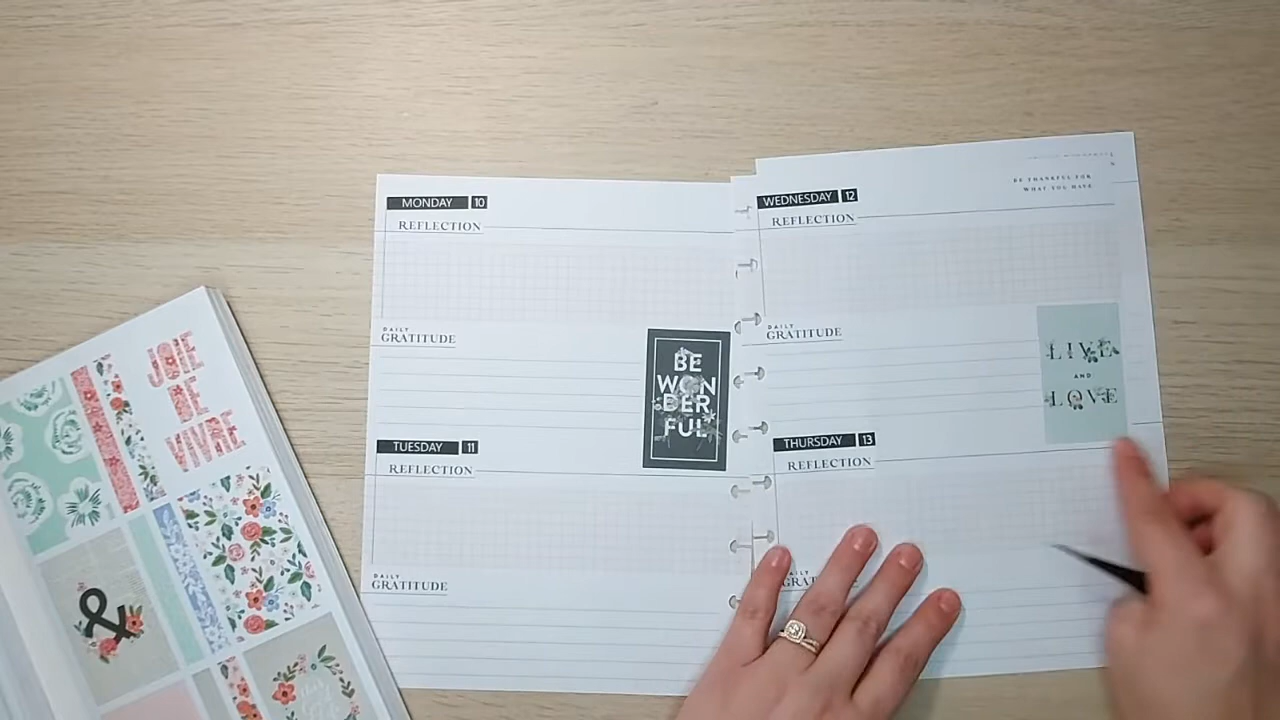 MONDAY 10
REFLECTION
DAILY
GRATITUDE
BE
WON
DER
FUL
TUESDAY 11
REFLECTION
DAILY
GRATITUDE
WEDNESDAY 12
BE THANKFUL FOR
WHAT YOU HAVE
REFLECTION
DAILY
GRATITUDE
LIVE
AND
LOVE
THURSDAY 13
REFLECTION
JOIE
DE
VIVRE
&